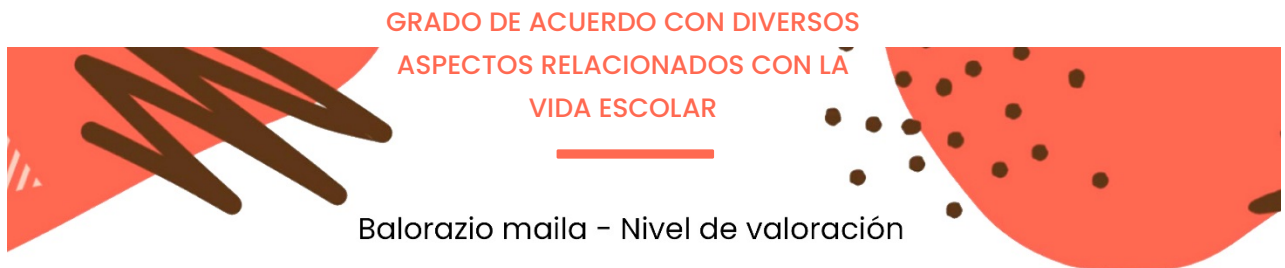 GRADO DE ACUERDO CON DIVERSOS
ASPECTOS RELACIONADOS CON LA
VIDA ESCOLAR
Balorazio maila - Nivel de valoración